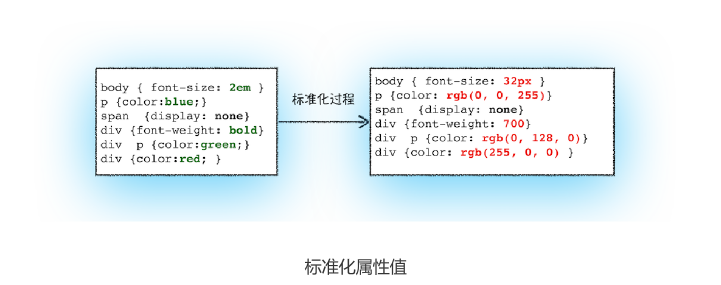 body { font-size: 2em }
p {color:blue;}
span  {display: none}
div {font-weight: bold}
div  p {color:green;}
div {color:red; }
标准化过程
body { font-size: 32px }
p {color: rgb(0, 0, 255)}
span  {display: none}
div {font-weight: 700}
div  p {color: rgb(0, 128, 0)}
div {color: rgb(255, 0, 0) }
标准化属性值